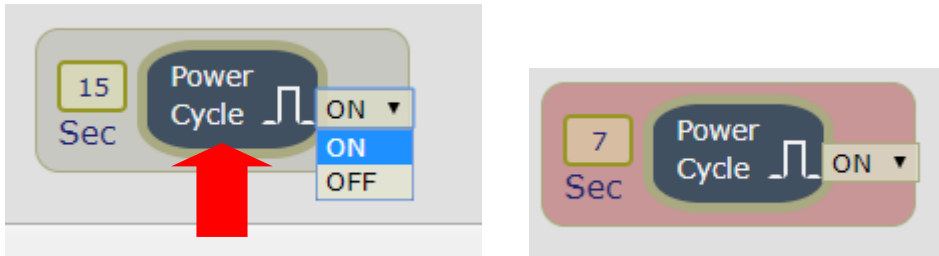 15
Sec
Power
Cycle
ON ▼
ON
OFF
7
Sec
Power
Cycle
ON ▼